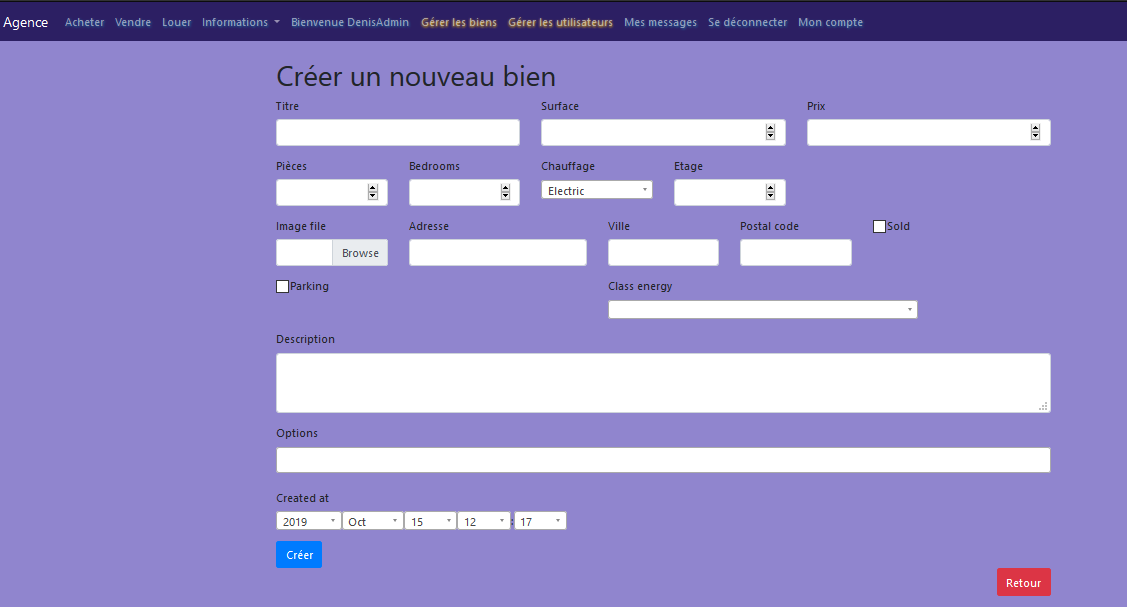 Agence Acheter Vendre Louer Informations Bienvenue DenisAdmin Gérer les biens Gérer les utilisateurs Mes messages Se déconnecter Mon compte
Créer un nouveau bien
Titre Surface Prix
Pièces Bedrooms Chauffage Etage
Electric
Image file Adresse Ville Postal code Sold
Browse
Parking Class energy
Description
Options
Created at
2019 Oct 15 12 : 17
Créer
Retour